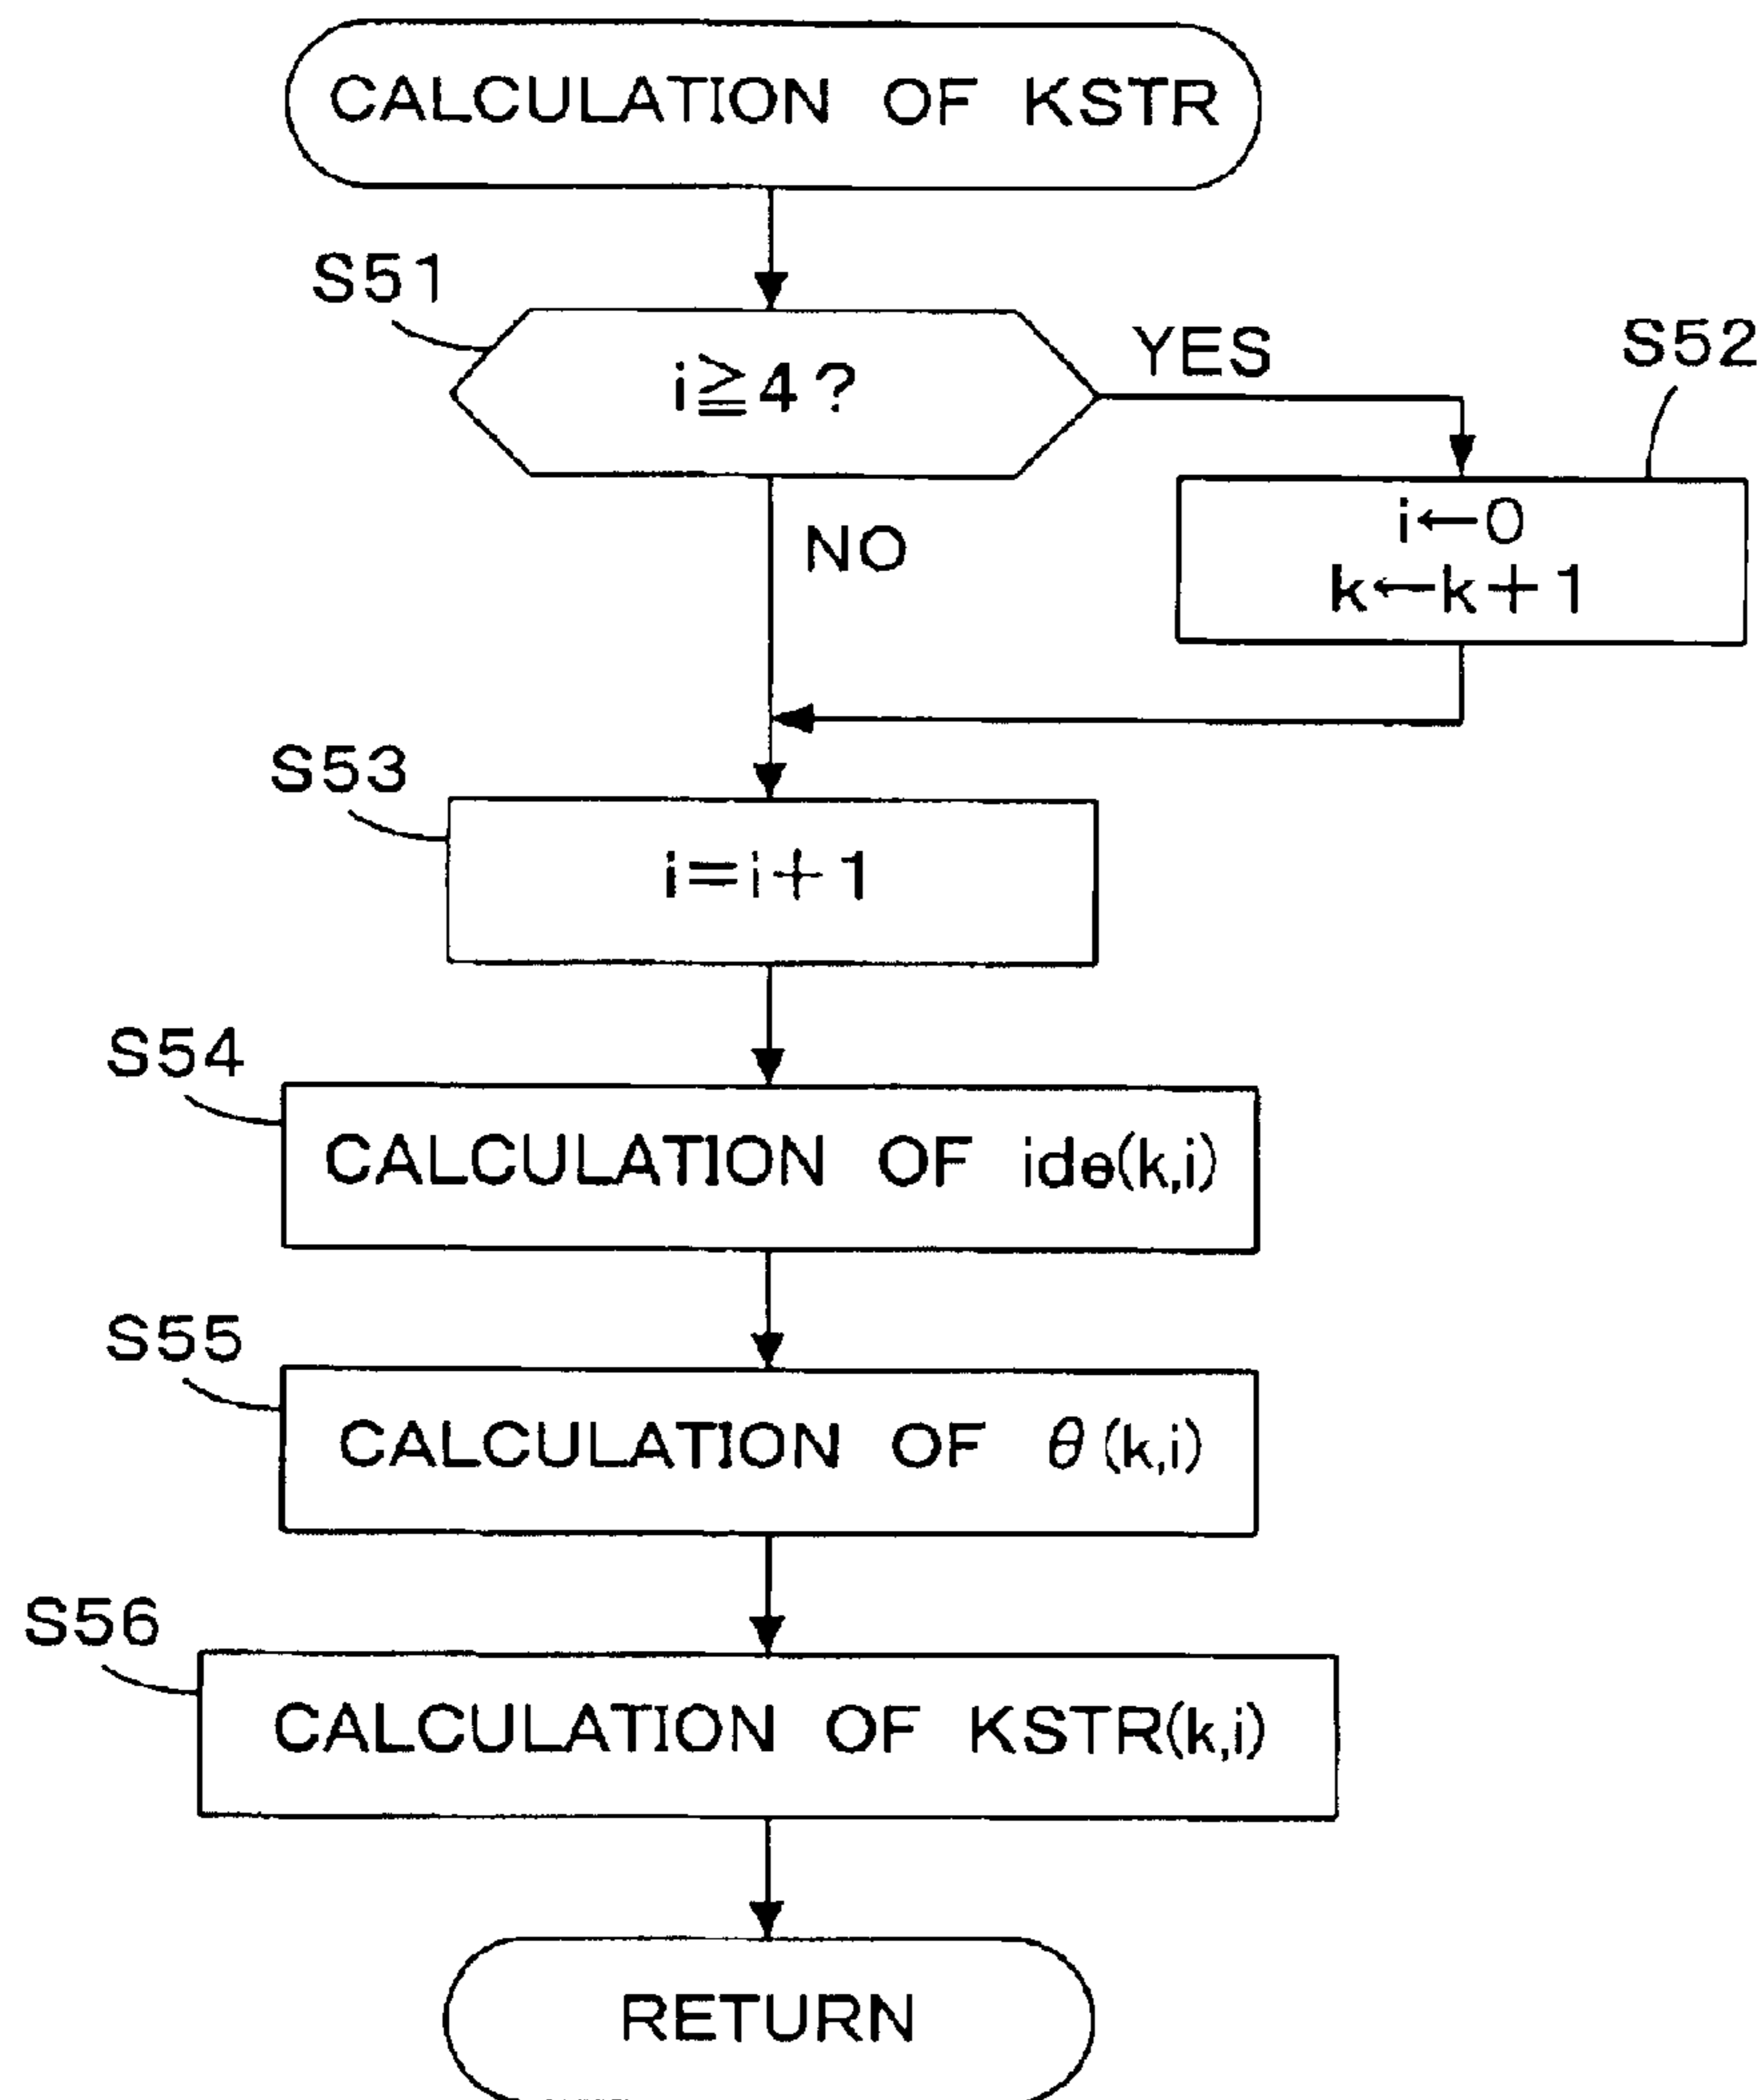 CALCULATION OF KSTR
S51
i≧4?
YES
S52
i←0
k←k+1
NO
S53
i=i+1
S54
CALCULATION OF ide(k,i)
S55
CALCULATION OF θ(k,i)
S56
CALCULATION OF KSTR(k,i)
RETURN